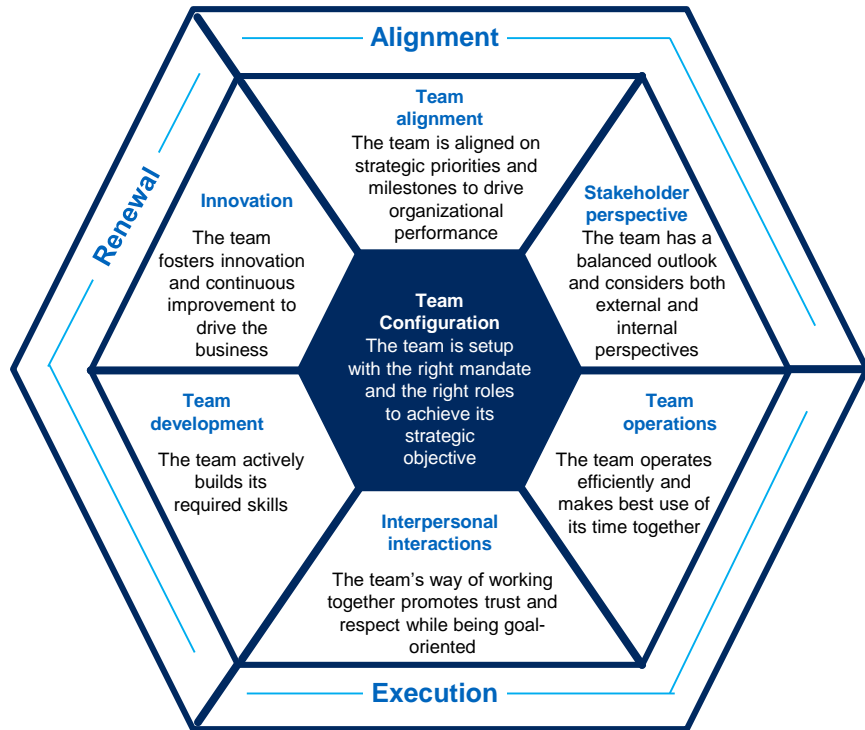 Alignment
Renewal
Team
alignment
The team is aligned on
strategic priorities and
milestones to drive
organizational
performance
Innovation
The team
fosters innovation
and continuous
improvement to
drive the
business
Stakeholder
perspective
The team has a
balanced outlook
and considers both
external and
internal
perspectives
Team
Configuration
The team is setup
with the right mandate
and the right roles
to achieve its
strategic
objective
Team
development
The team actively
builds its
required skills
Team
operations
The team operates
efficiently and
makes best use of
its time together
Interpersonal
interactions
The team’s way of working
together promotes trust and
respect while being goal-
oriented
Execution